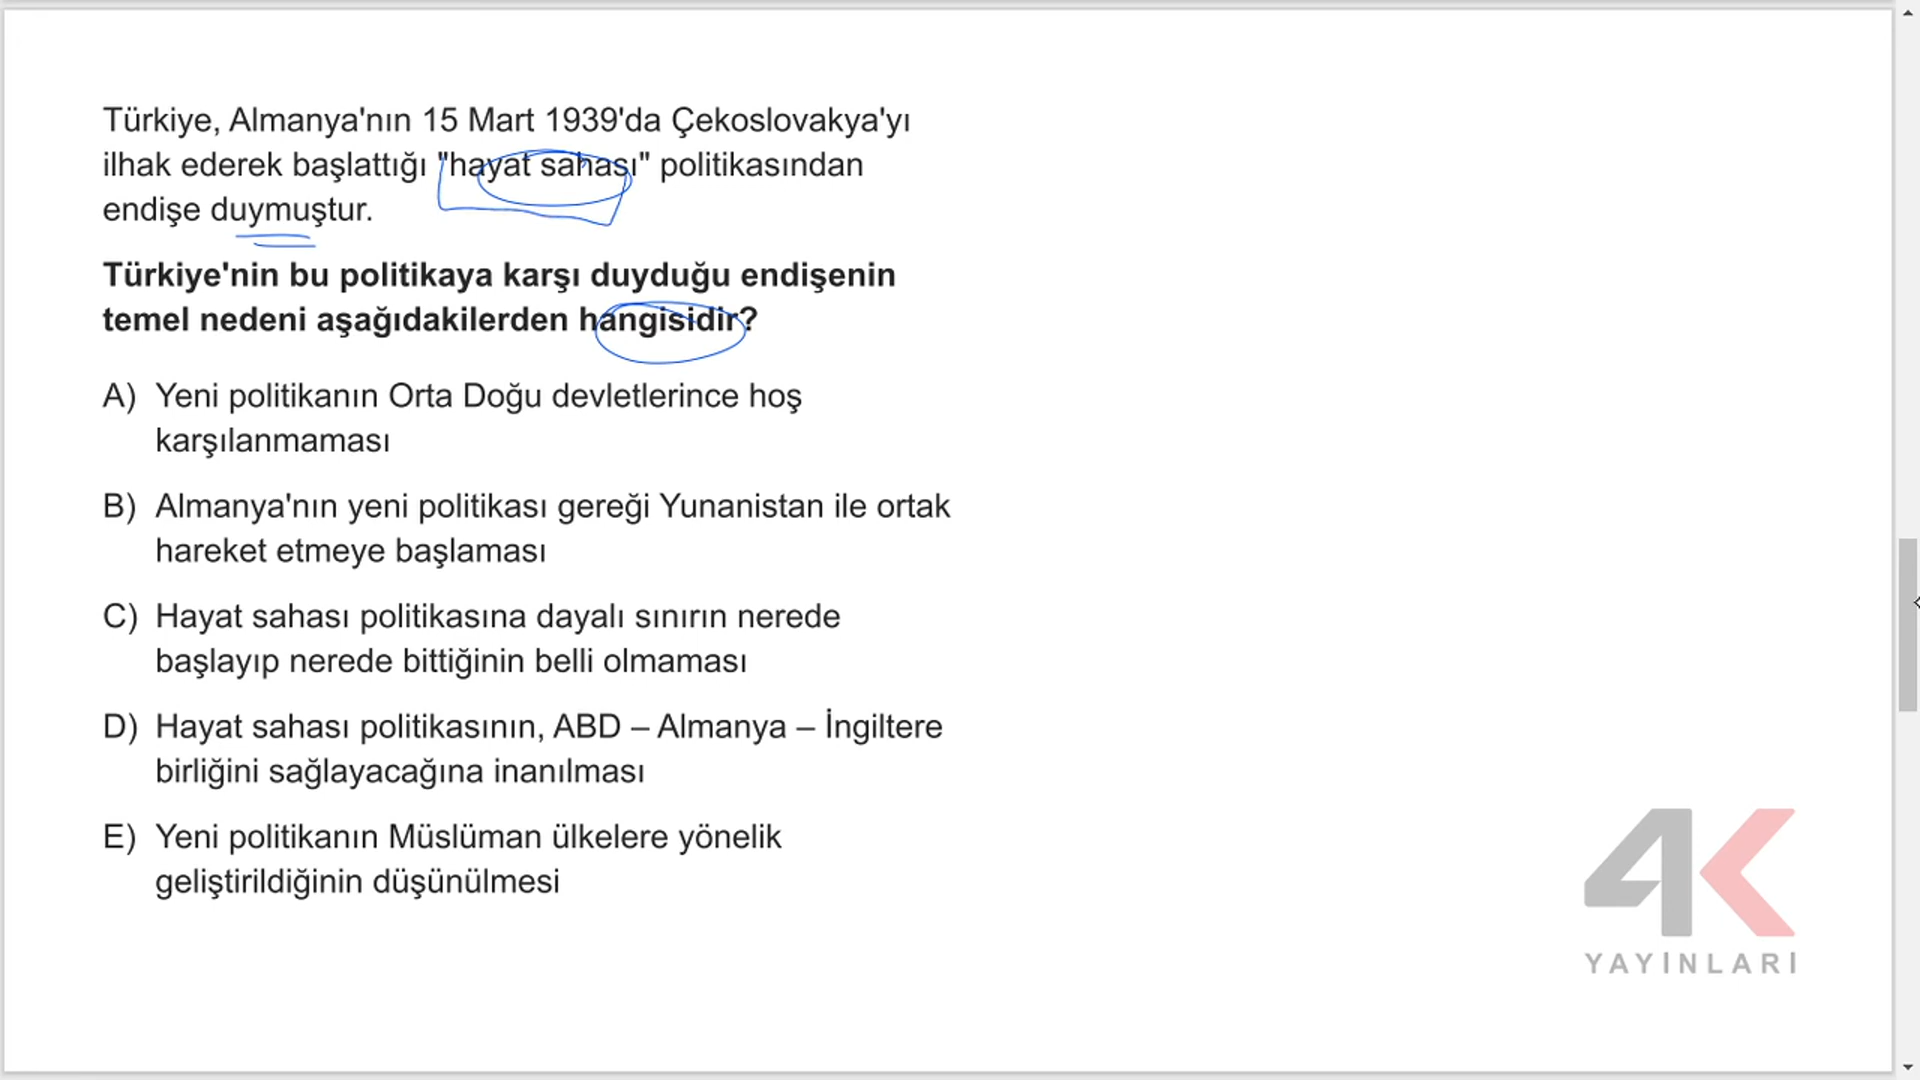 Türkiye, Almanya'nın 15 Mart 1939'da Çekoslovakya'yı
ilhak ederek başlattığı "hayat sahası" politikasından
endişe duymuştur.
Türkiye'nin bu politikaya karşı duyduğu endişenin
temel nedeni aşağıdakilerden hangisidir?
A) Yeni politikanın Orta Doğu devletlerince hoş
karşılanmaması
B) Almanya'nın yeni politikası gereği Yunanistan ile ortak
hareket etmeye başlaması
C) Hayat sahası politikasına dayalı sınırın nerede
başlayıp nerede bittiğinin belli olmaması
D) Hayat sahası politikasının, ABD – Almanya – İngiltere
birliğini sağlayacağına inanılması
E) Yeni politikanın Müslüman ülkelere yönelik
geliştirildiğinin düşünülmesi
4K
YAYINLARI